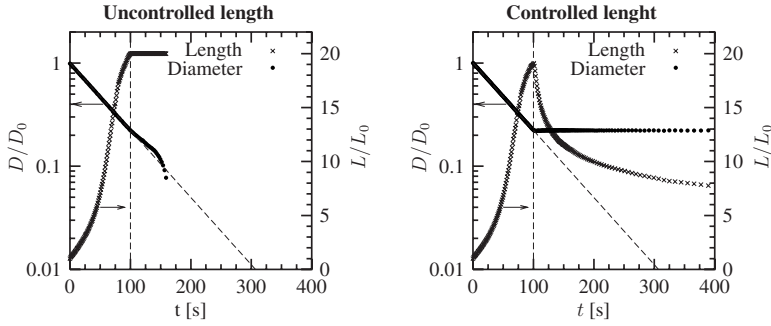 Uncontrolled length
Length
Diameter
1
0.1
0.01
D/D0
20
15
10
5
0
L/L0
0 100 200 300 400
t [s]
Controlled lenght
Length
Diameter
1
0.1
0.01
D/D0
20
15
10
5
0
L/L0
0 100 200 300 400
t [s]